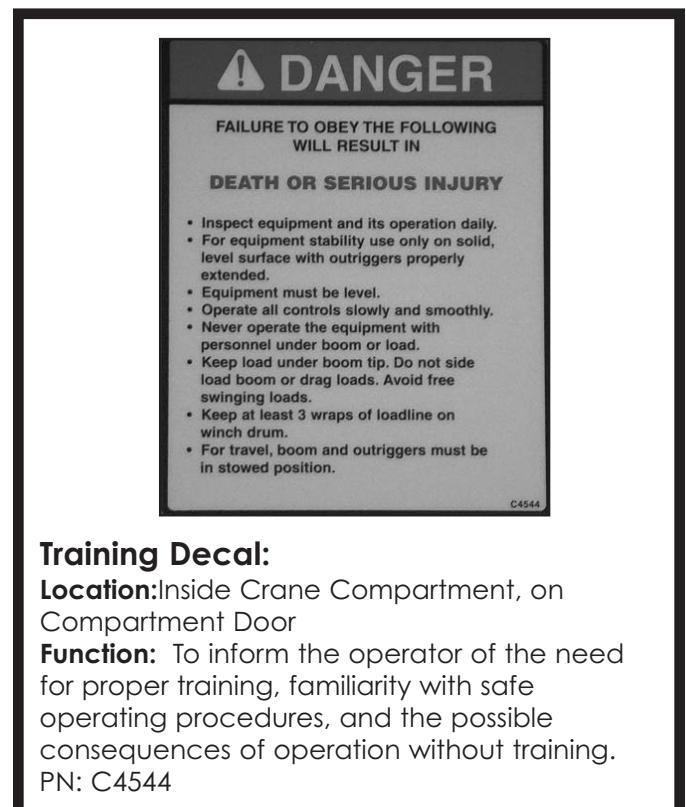 DANGER
FAILURE TO OBEY THE FOLLOWING
WILL RESULT IN
DEATH OR SERIOUS INJURY
• Inspect equipment and its operation daily.
• For equipment stability use only on solid,
level surface with outriggers properly
extended.
• Equipment must be level.
• Operate all controls slowly and smoothly.
• Never operate the equipment with
personnel under boom or load.
• Keep load under boom tip. Do not side
load boom or drag loads. Avoid free
swinging loads.
• Keep at least 3 wraps of loadline on
winch drum.
• For travel, boom and outriggers must be
in stowed position.
C4544
Training Decal:
Location:Inside Crane Compartment, on
Compartment Door
Function: To inform the operator of the need
for proper training, familiarity with safe
operating procedures, and the possible
consequences of operation without training.
PN: C4544